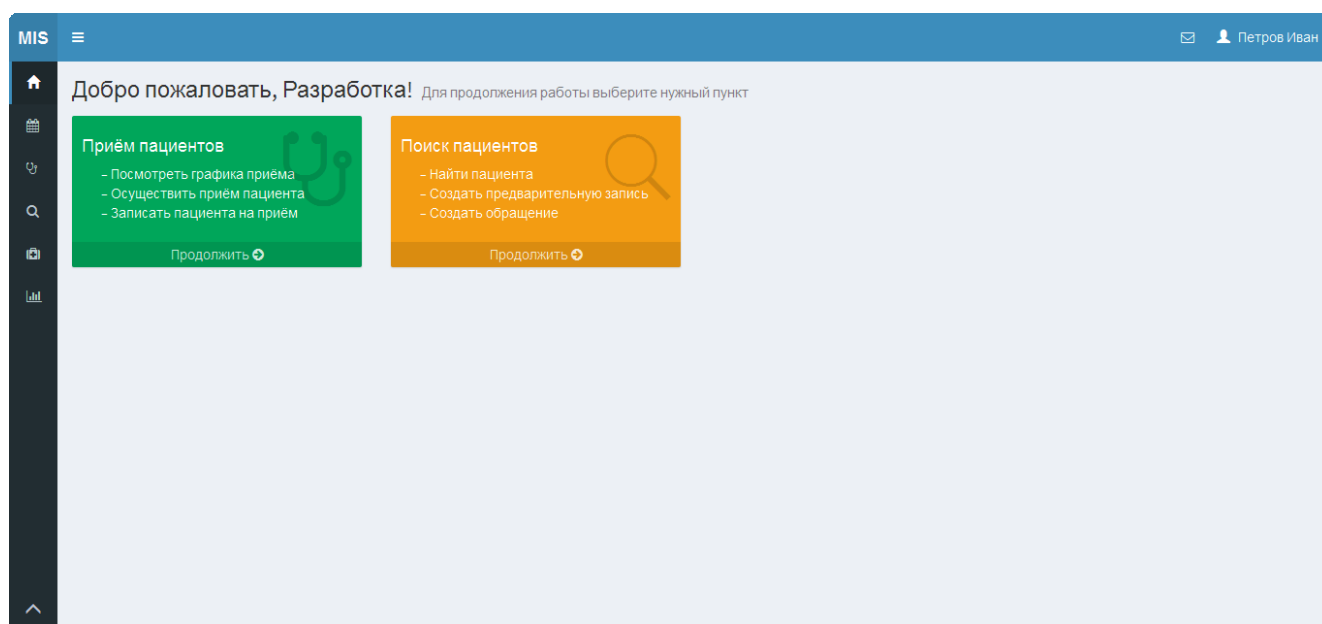 MIS
Петров Иван
Добро пожаловать, Разработка! Для продолжения работы выберите нужный пункт
Приём пациентов
– Посмотреть графика приёма
– Осуществить приём пациента
– Записать пациента на приём
Продолжить
Поиск пациентов
– Найти пациента
– Создать предварительную запись
– Создать обращение
Продолжить